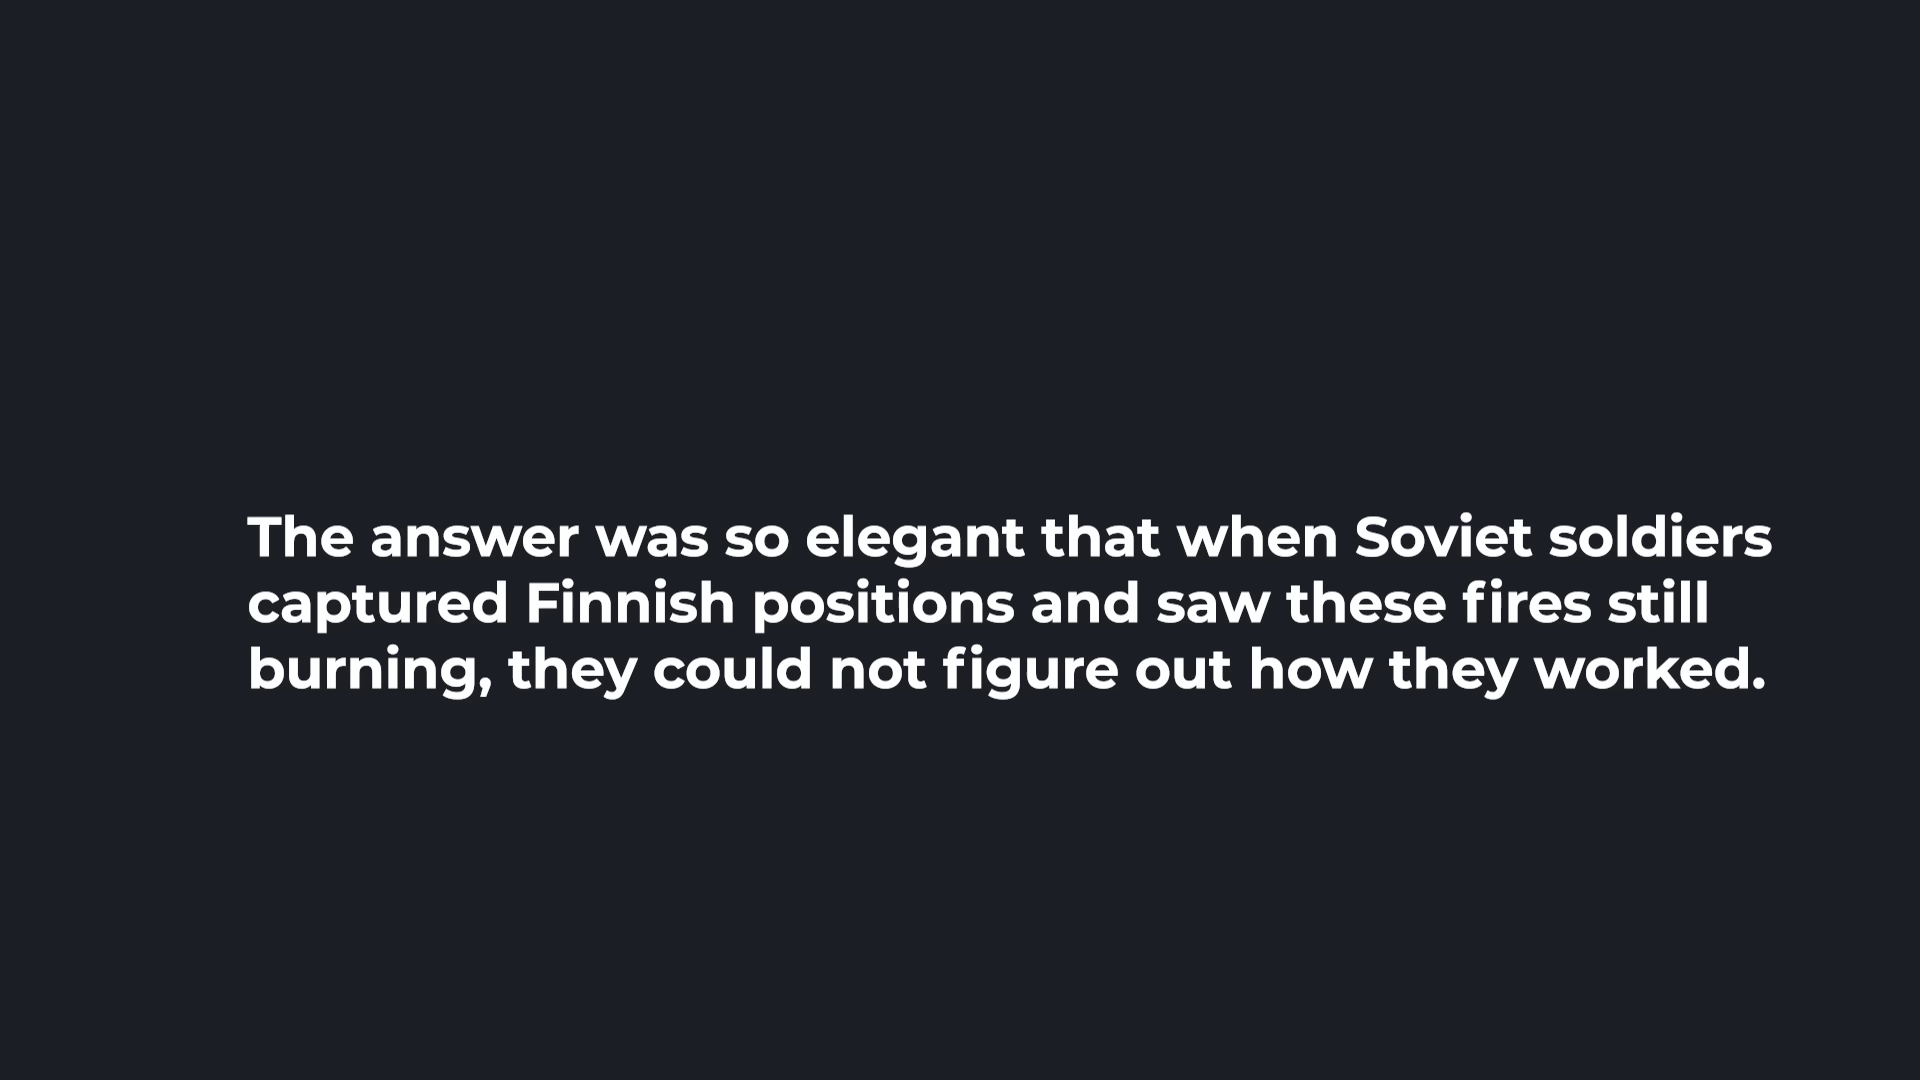 The answer was so elegant that when Soviet soldiers
captured Finnish positions and saw these fires still
burning, they could not figure out how they worked.